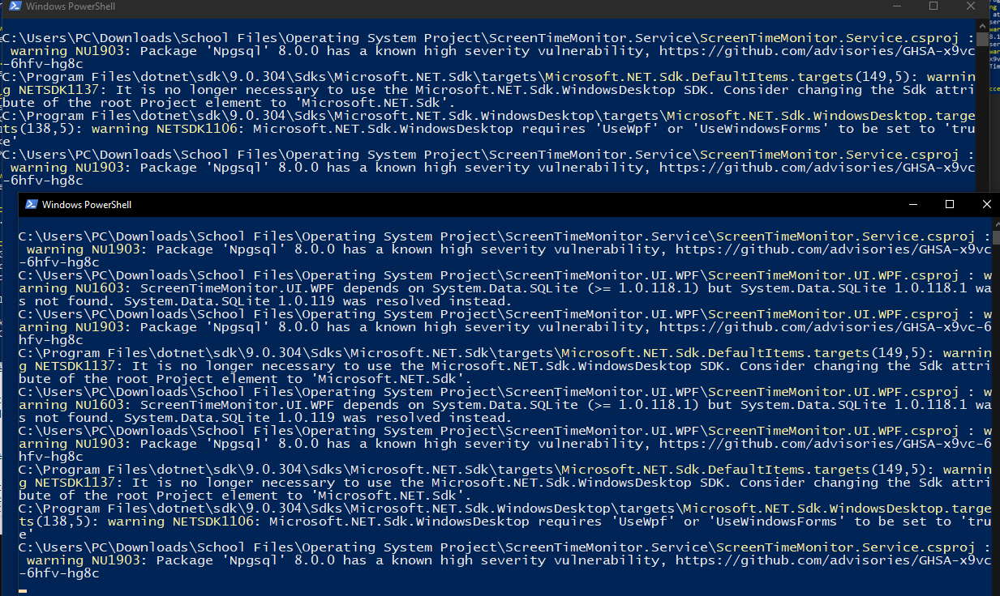 Windows PowerShell
C:\Users\PC\Downloads\School Files\Operating System Project\ScreenTimeMonitor.Service\ScreenTimeMonitor.Service.csproj :
warning NU1903: Package 'Npgsql' 8.0.0 has a known high severity vulnerability, https://github.com/advisories/GHSA-x9vc
-6hfv-hg8c
C:\Program Files\dotnet\sdk\9.0.304\Sdks\Microsoft.NET.Sdk\targets\Microsoft.NET.Sdk.DefaultItems.targets(149,5): warnin
g NETSDK1137: It is no longer necessary to use the Microsoft.NET.Sdk.WindowsDesktop SDK. Consider changing the Sdk attri
bute of the root Project element to 'Microsoft.NET.Sdk'.
C:\Program Files\dotnet\sdk\9.0.304\Sdks\Microsoft.NET.Sdk.WindowsDesktop\targets\Microsoft.NET.Sdk.WindowsDesktop.targe
ts(138,5): warning NETSDK1106: Microsoft.NET.Sdk.WindowsDesktop requires 'UseWpf' or 'UseWindowsForms' to be set to 'tru
e'
C:\Users\PC\Downloads\School Files\Operating System Project\ScreenTimeMonitor.Service\ScreenTimeMonitor.Service.csproj :
warning NU1903: Package 'Npgsql' 8.0.0 has a known high severity vulnerability, https://github.com/advisories/GHSA-x9vc
-6hfv-hg8c
Windows PowerShell
C:\Users\PC\Downloads\School Files\Operating System Project\ScreenTimeMonitor.Service\ScreenTimeMonitor.Service.csproj :
warning NU1903: Package 'Npgsql' 8.0.0 has a known high severity vulnerability, https://github.com/advisories/GHSA-x9vc
-6hfv-hg8c
C:\Users\PC\Downloads\School Files\Operating System Project\ScreenTimeMonitor.UI.WPF\ScreenTimeMonitor.UI.WPF.csproj : w
arning NU1603: ScreenTimeMonitor.UI.WPF depends on System.Data.SQLite (>= 1.0.118.1) but System.Data.SQLite 1.0.118.1 wa
s not found. System.Data.SQLite 1.0.119 was resolved instead.
C:\Users\PC\Downloads\School Files\Operating System Project\ScreenTimeMonitor.UI.WPF\ScreenTimeMonitor.UI.WPF.csproj : w
arning NU1903: Package 'Npgsql' 8.0.0 has a known high severity vulnerability, https://github.com/advisories/GHSA-x9vc-6
hfv-hg8c
C:\Program Files\dotnet\sdk\9.0.304\Sdks\Microsoft.NET.Sdk\targets\Microsoft.NET.Sdk.DefaultItems.targets(149,5): warnin
g NETSDK1137: It is no longer necessary to use the Microsoft.NET.Sdk.WindowsDesktop SDK. Consider changing the Sdk attri
bute of the root Project element to 'Microsoft.NET.Sdk'.
C:\Users\PC\Downloads\School Files\Operating System Project\ScreenTimeMonitor.UI.WPF\ScreenTimeMonitor.UI.WPF.csproj : w
arning NU1603: ScreenTimeMonitor.UI.WPF depends on System.Data.SQLite (>= 1.0.118.1) but System.Data.SQLite 1.0.118.1 wa
s not found. System.Data.SQLite 1.0.119 was resolved instead.
C:\Users\PC\Downloads\School Files\Operating System Project\ScreenTimeMonitor.UI.WPF\ScreenTimeMonitor.UI.WPF.csproj : w
arning NU1903: Package 'Npgsql' 8.0.0 has a known high severity vulnerability, https://github.com/advisories/GHSA-x9vc-6
hfv-hg8c
C:\Program Files\dotnet\sdk\9.0.304\Sdks\Microsoft.NET.Sdk\targets\Microsoft.NET.Sdk.DefaultItems.targets(149,5): warnin
g NETSDK1137: It is no longer necessary to use the Microsoft.NET.Sdk.WindowsDesktop SDK. Consider changing the Sdk attri
bute of the root Project element to 'Microsoft.NET.Sdk'.
C:\Program Files\dotnet\sdk\9.0.304\Sdks\Microsoft.NET.Sdk.WindowsDesktop\targets\Microsoft.NET.Sdk.WindowsDesktop.targe
ts(138,5): warning NETSDK1106: Microsoft.NET.Sdk.WindowsDesktop requires 'UseWpf' or 'UseWindowsForms' to be set to 'tru
e'
C:\Users\PC\Downloads\School Files\Operating System Project\ScreenTimeMonitor.Service\ScreenTimeMonitor.Service.csproj :
warning NU1903: Package 'Npgsql' 8.0.0 has a known high severity vulnerability, https://github.com/advisories/GHSA-x9vc
-6hfv-hg8c